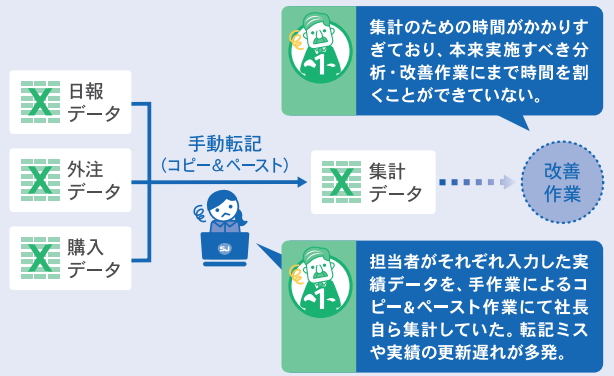 集計のための時間がかかりす
ぎており、本来実施すべき分
析・改善作業にまで時間を割
くことができていない。
1
日報
データ
手動転記
(コピー&ペースト)
外注
データ
集計
データ
改善
作業
購入
データ
SJ
担当者がそれぞれ入力した実
績データを、手作業によるコ
ピー&ペースト作業にて社長
自ら集計していた。転記ミス
や実績の更新遅れが多発。
1